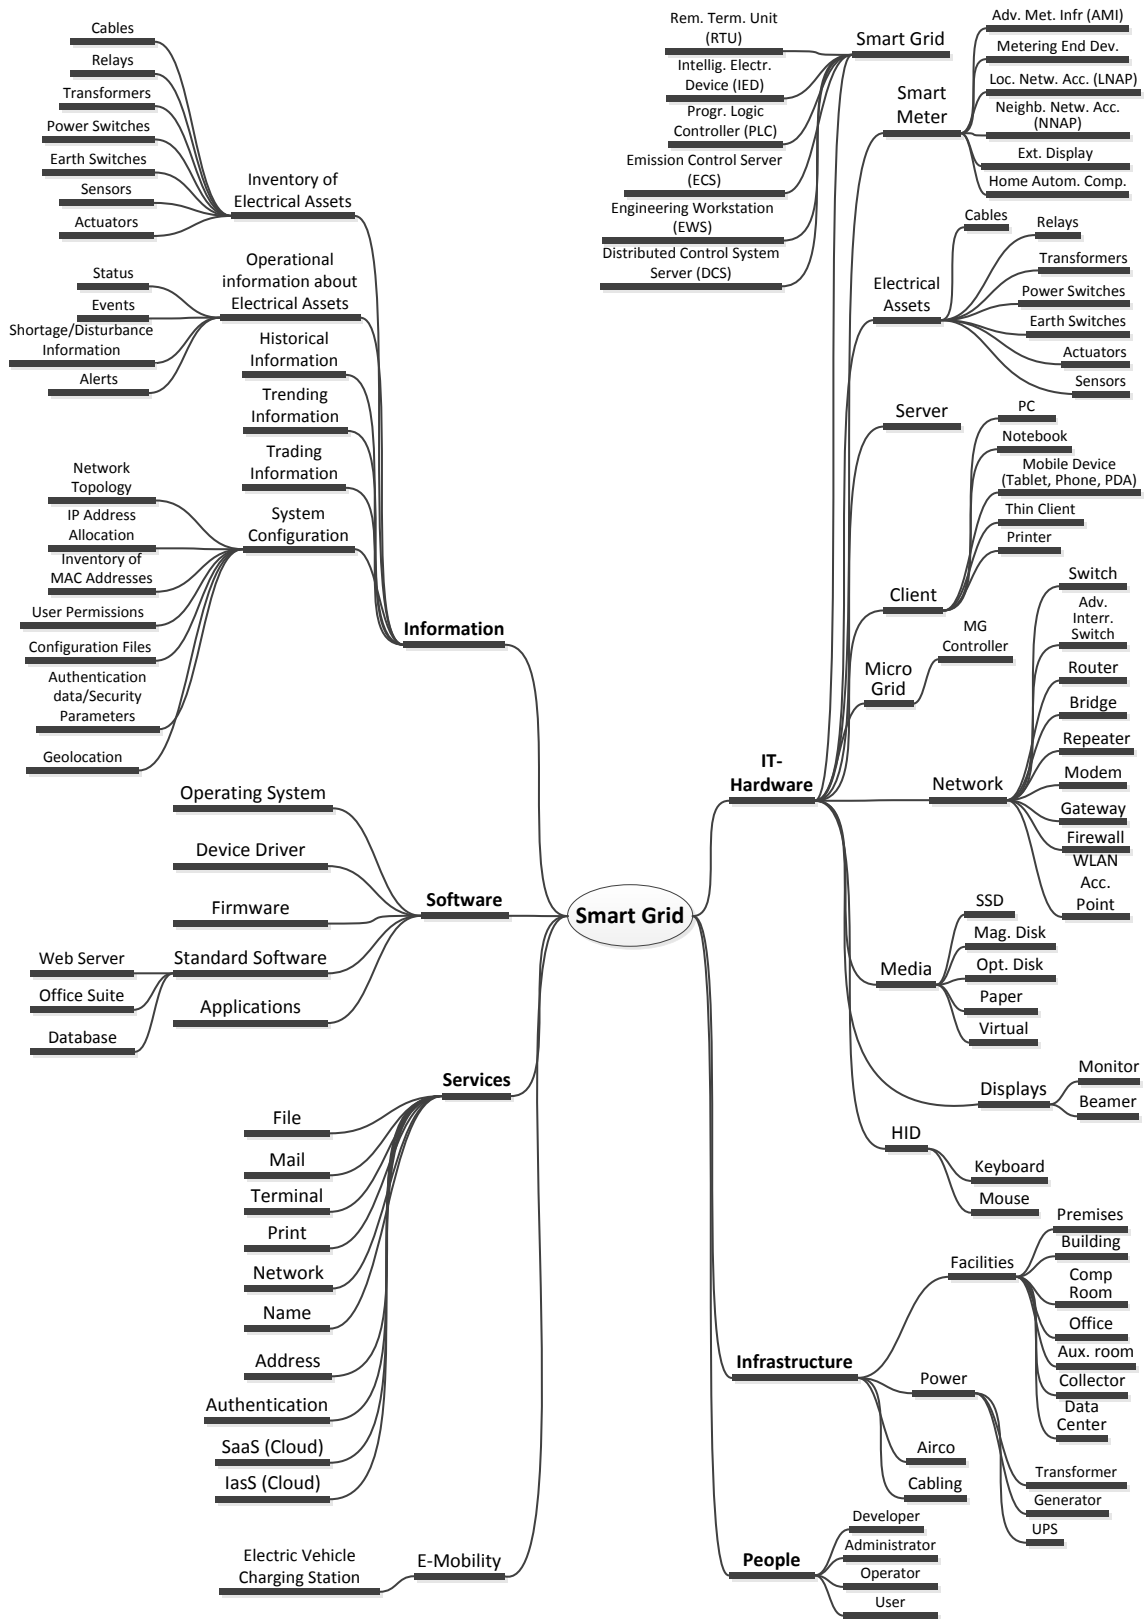 Cables
Relays
Transformers
Power Switches
Earth Switches
Sensors
Actuators
Inventory of
Electrical Assets
Status
Events
Shortage/Disturbance
Information
Alerts
Operational
information about
Electrical Assets
Historical
Information
Trending
Information
Trading
Information
Network
Topology
IP Address
Allocation
Inventory of
MAC Addresses
User Permissions
Configuration Files
Authentication
data/Security
Parameters
Geolocation
System
Configuration
Information
Operating System
Device Driver
Firmware
Standard Software
Web Server
Office Suite
Database
Applications
Software
Services
File
Mail
Terminal
Print
Network
Name
Address
Authentication
SaaS (Cloud)
IasS (Cloud)
Electric Vehicle
Charging Station
E-Mobility
Smart Grid
Rem. Term. Unit
(RTU)
Intellig. Electr.
Device (IED)
Progr. Logic
Controller (PLC)
Emission Control Server
(ECS)
Engineering Workstation
(EWS)
Distributed Control System
Server (DCS)
Smart Grid
Smart
Meter
Adv. Met. Infr (AMI)
Metering End Dev.
Loc. Netw. Acc. (LNAP)
Neighb. Netw. Acc.
(NNAP)
Ext. Display
Home Autom. Comp.
Electrical
Assets
Cables
Relays
Transformers
Power Switches
Earth Switches
Actuators
Sensors
Server
Client
PC
Notebook
Mobile Device
(Tablet, Phone, PDA)
Thin Client
Printer
Micro
Grid
MG
Controller
IT-
Hardware
Network
Switch
Adv.
Interr.
Switch
Router
Bridge
Repeater
Modem
Gateway
Firewall
WLAN
Acc.
Point
Media
SSD
Mag. Disk
Opt. Disk
Paper
Virtual
Displays
Monitor
Beamer
HID
Keyboard
Mouse
Infrastructure
Facilities
Premises
Building
Comp
Room
Office
Aux. room
Collector
Data
Center
Power
Transformer
Generator
UPS
Airco
Cabling
People
Developer
Administrator
Operator
User